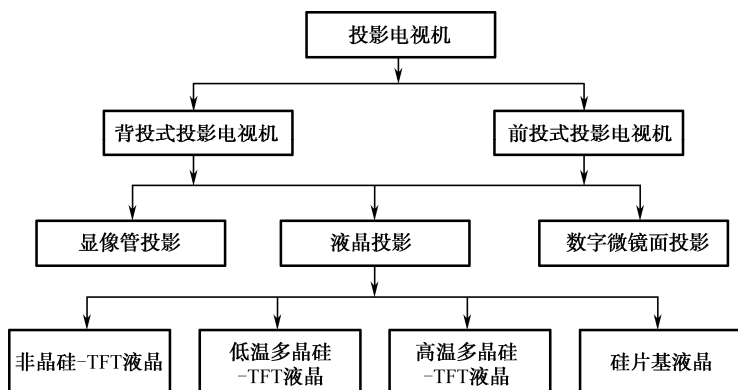 投影电视机
背投式投影电视机
前投式投影电视机
显像管投影
液晶投影
数字微镜面投影
非晶硅-TFT液晶
低温多晶硅
-TFT液晶
高温多晶硅
-TFT液晶
硅片基液晶